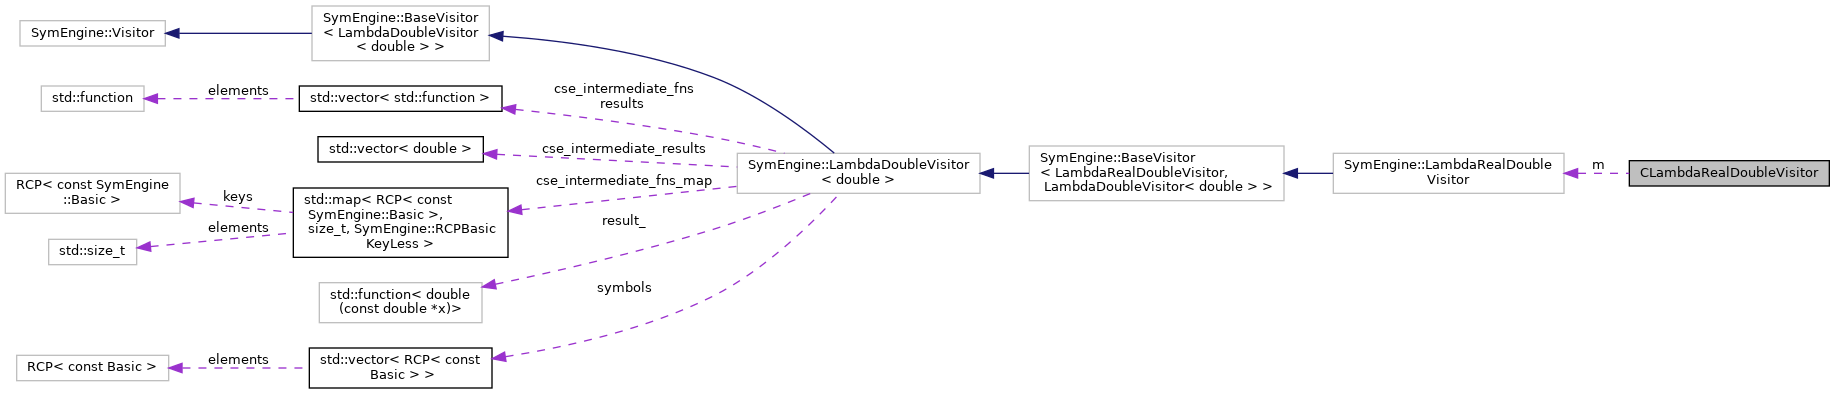 SymEngine::Visitor
SymEngine::BaseVisitor
< LambdaDoubleVisitor
< double > >
std::function
elements
std::vector< std::function >
cse_intermediate_fns
results
std::vector< double >
cse_intermediate_results
RCP< const SymEngine
::Basic >
keys
elements
std::size_t
std::map< RCP< const
SymEngine::Basic >,
size_t, SymEngine::RCPBasic
KeyLess >
cse_intermediate_fns_map
result_
std::function< double
(const double *x)>
symbols
RCP< const Basic >
elements
std::vector< RCP< const
Basic > >
SymEngine::LambdaDoubleVisitor
< double >
SymEngine::BaseVisitor
< LambdaRealDoubleVisitor,
LambdaDoubleVisitor< double > >
SymEngine::LambdaRealDouble
Visitor
m
CLambdaRealDoubleVisitor